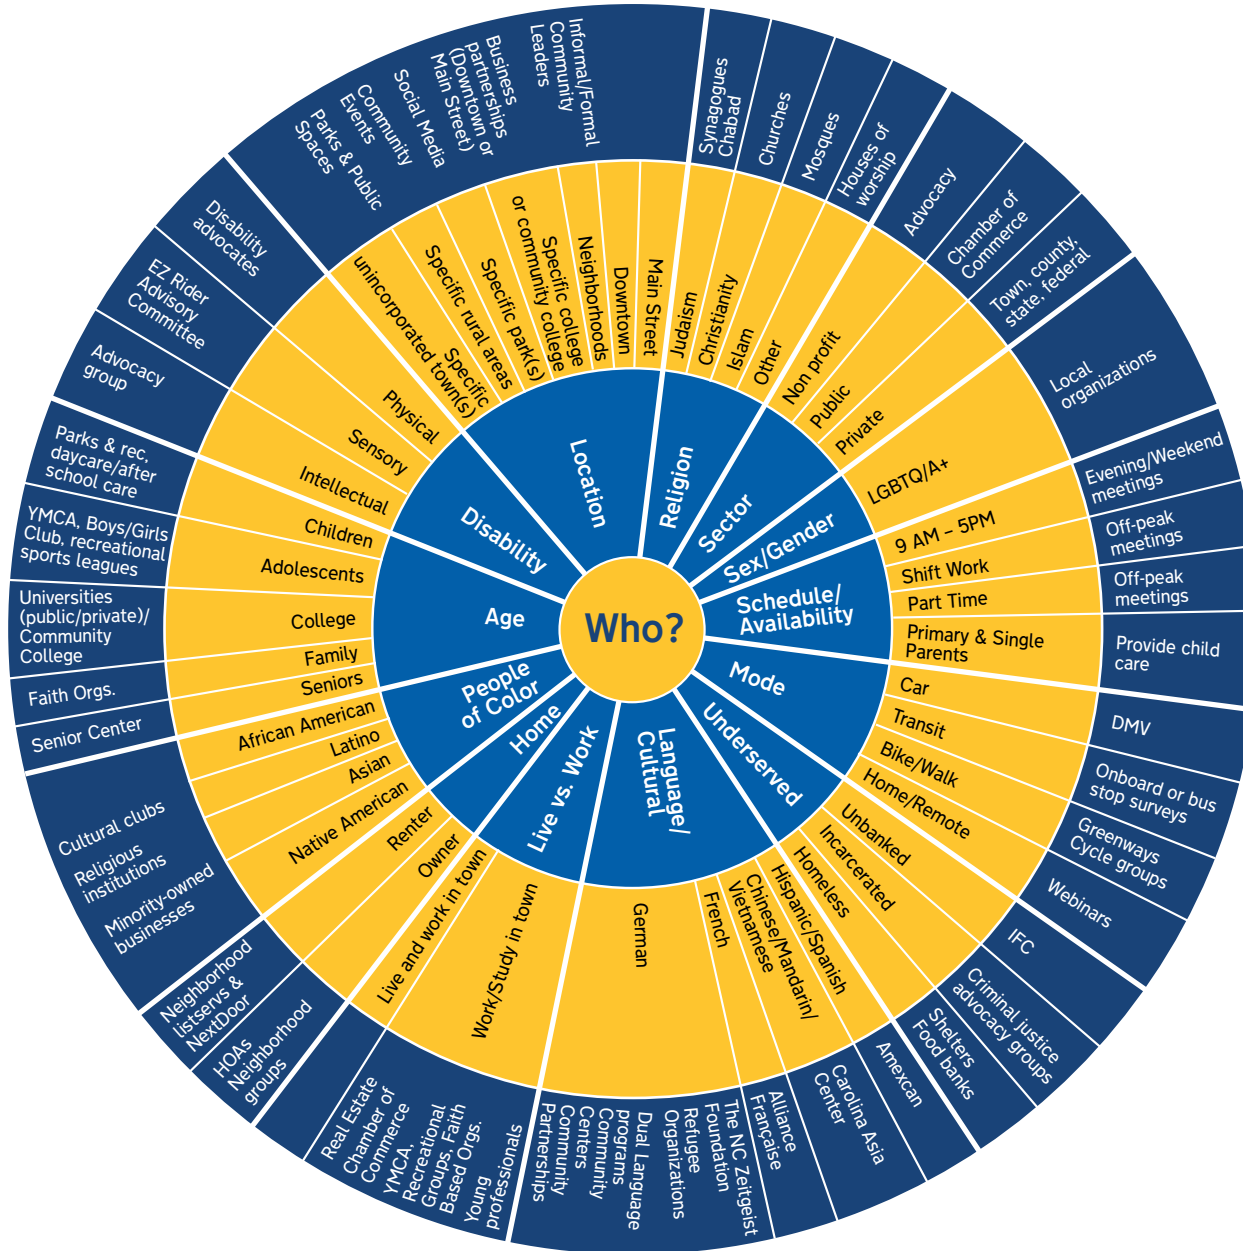 Who?
Location
Religion
Sector
Sex/Gender
Schedule/
Availability
Mode
Underserved
Language/
Cultural
Live vs. Work
Home
People
of Color
Age
Disability
Specific
unincorporated town(s)
Specific rural areas
Specific park(s)
Specific college
or community college
Neighborhoods
Downtown
Main Street
Judaism
Christianity
Islam
Other
Non profit
Public
Private
LGBTQ/A+
9 AM – 5PM
Shift Work
Part Time
Primary & Single
Parents
Car
Transit
Bike/Walk
Home/Remote
Unbanked
Incarcerated
Homeless
Hispanic/Spanish
Chinese/Mandarin/
Vietnamese
French
German
Work/Study in town
Live and work in town
Owner
Renter
Native American
Asian
Latino
African American
Seniors
Family
College
Adolescents
Children
Intellectual
Sensory
Physical
Parks & Public
Spaces
Community
Events
Social Media
Business
partnerships
(Downtown or
Main Street)
Informal/Formal
Community
Leaders
Synagogues
Chabad
Churches
Mosques
Houses of
worship
Advocacy
Chamber of
Commerce
Town, county,
state, federal
Local
organizations
Evening/Weekend
meetings
Off-peak
meetings
Off-peak
meetings
Provide child
care
DMV
Onboard or bus
stop surveys
Greenways
Cycle groups
Webinars
IFC
Criminal justice
advocacy groups
Shelters
Food banks
Amexcan
Carolina Asia
Center
Alliance
Française
The NC Zeitgeist
Foundation
Refugee
Organizations
Dual Language
programs
Community
Centers
Community
Partnerships
Real Estate
Chamber of
Commerce
YMCA,
Recreational
Groups, Faith
Based Orgs.
Young
professionals
HOAs
Neighborhood
groups
Neighborhood
listservs &
NextDoor
Cultural clubs
Religious
institutions
Minority-owned
businesses
Senior Center
Faith Orgs.
Universities
(public/private)/
Community
College
YMCA, Boys/Girls
Club, recreational
sports leagues
Parks & rec,
daycare/after
school care
Advocacy
group
EZ Rider
Advisory
Committee
Disability
advocates